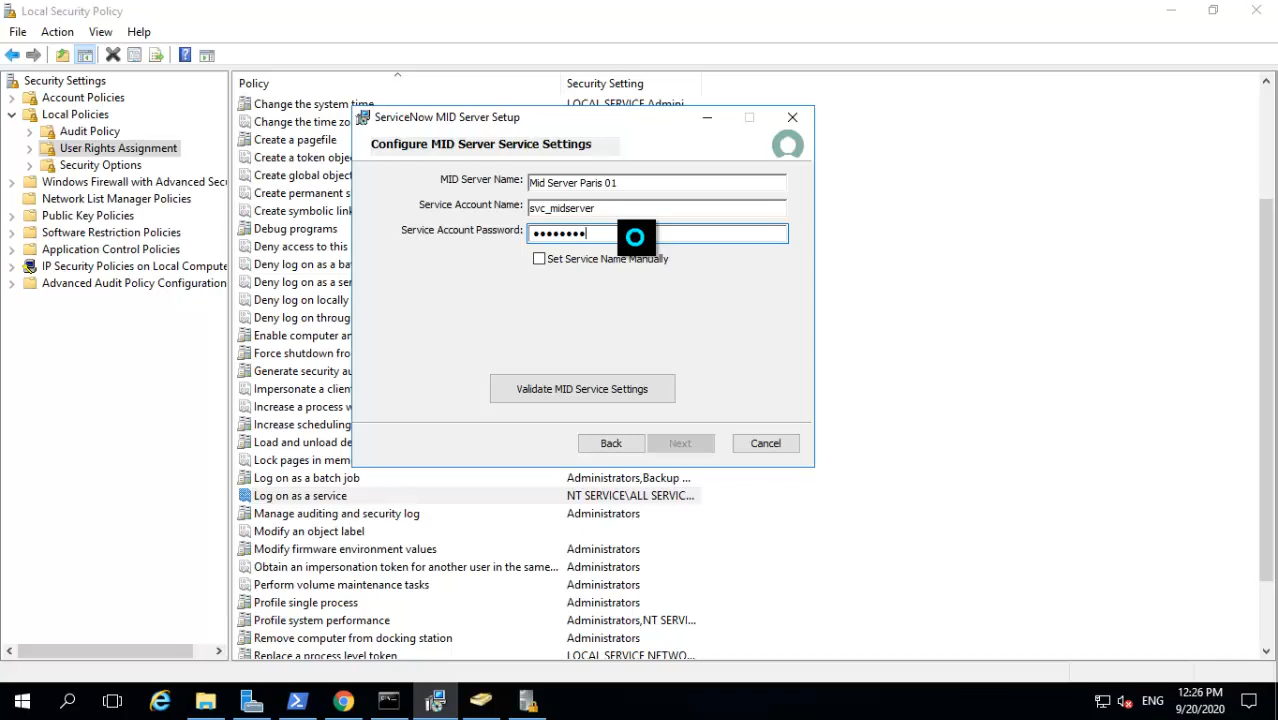 Local Security Policy
File Action View Help
Security Settings
Account Policies
Local Policies
Audit Policy
User Rights Assignment
Security Options
Windows Firewall with Advanced Secu
Network List Manager Policies
Public Key Policies
Software Restriction Policies
Application Control Policies
IP Security Policies on Local Compute
Advanced Audit Policy Configuration
Policy Security Setting
Change the system time LOCAL SERVICE Admini
Change the time zo
Create a pagefile
Create a token objec
Create global object
Create permanent s
Create symbolic link
Debug programs
Deny access to this
Deny log on as a bat
Deny log on as a ser
Deny log on locally
Deny log on through
Enable computer an
Force shutdown fro
Generate security au
Impersonate a client
Increase a process w
Increase scheduling
Load and unload de
Lock pages in mem
Log on as a batch job Administrators,Backup ...
Log on as a service NT SERVICE\ALL SERVIC...
Manage auditing and security log Administrators
Modify an object label
Modify firmware environment values Administrators
Obtain an impersonation token for another user in the same... Administrators
Perform volume maintenance tasks Administrators
Profile single process Administrators
Profile system performance Administrators,NT SERVI...
Remove computer from docking station Administrators
Replace a process level token LOCAL SERVICE NETWO...
ServiceNow MID Server Setup
Configure MID Server Service Settings
MID Server Name: Mid Server Paris 01
Service Account Name: svc_midserver
Service Account Password: ••••••••
Set Service Name Manually
Validate MID Service Settings
Back Next Cancel
ENG
12:26 PM
9/20/2020